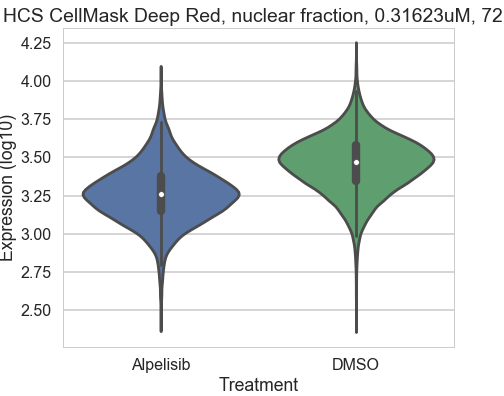 HCS CellMask Deep Red, nuclear fraction, 0.31623uM, 72
4.25
4.00
3.75
3.50
3.25
3.00
2.75
2.50
Expression (log10)
Alpelisib
DMSO
Treatment